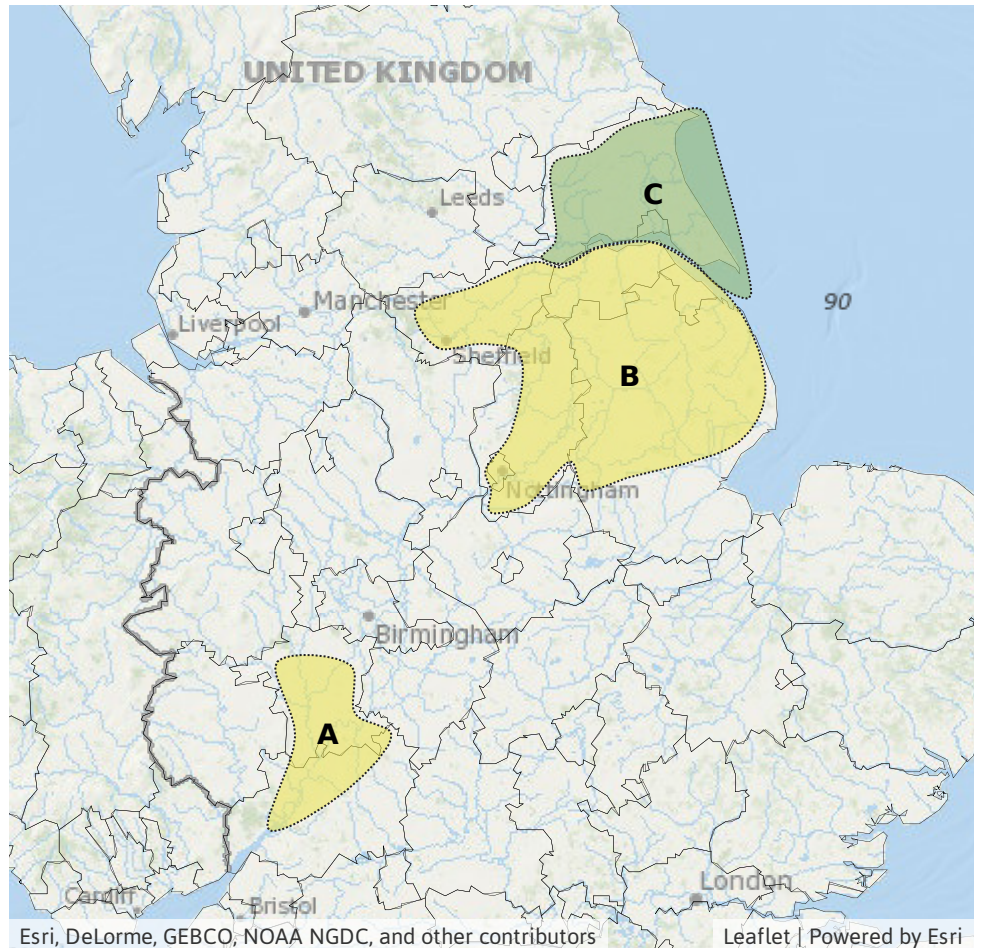 UNITED KINGDOM
C
Leeds
Manchester
90
Liverpool
Sheffield
B
Nottingham
Birmingham
A
London
Cardiff
Bristol
Esri, DeLorme, GEBCO, NOAA NGDC, and other contributors
Leaflet | Powered by Esri